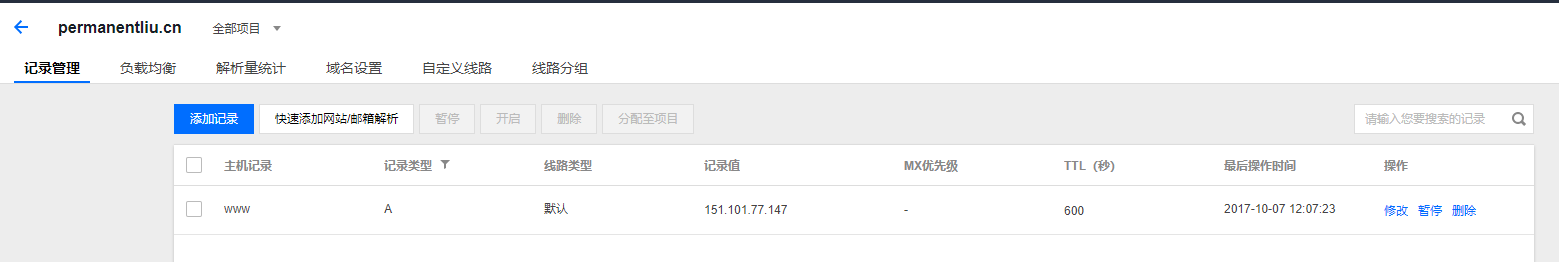 permanentliu.cn 全部项目
记录管理 负载均衡 解析量统计 域名设置 自定义线路 线路分组
添加记录 快速添加网站/邮箱解析 暂停 开启 删除 分配至项目 请输入您要搜索的记录
主机记录 记录类型 线路类型 记录值 MX优先级 TTL（秒） 最后操作时间 操作
www A 默认 151.101.77.147 - 600 2017-10-07 12:07:23 修改 暂停 删除